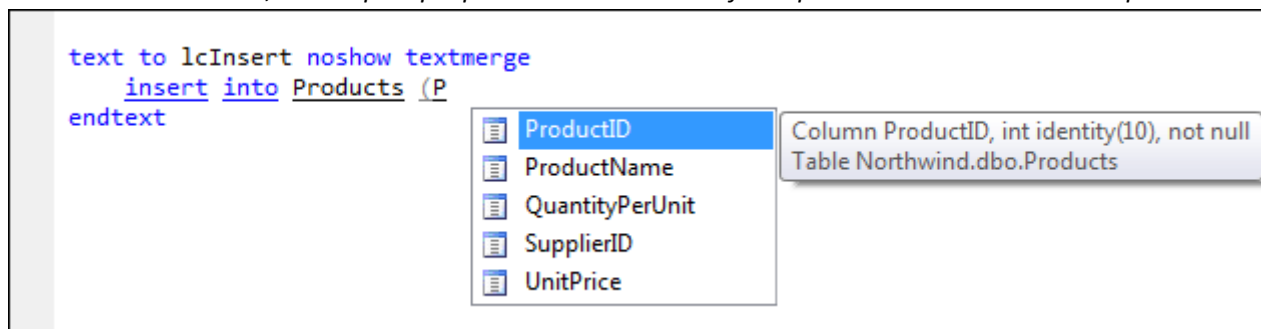 text to lcInsert noshow textmerge
insert into Products (P
endtext
ProductID
ProductName
QuantityPerUnit
SupplierID
UnitPrice
Column ProductID, int identity(10), not null
Table Northwind.dbo.Products